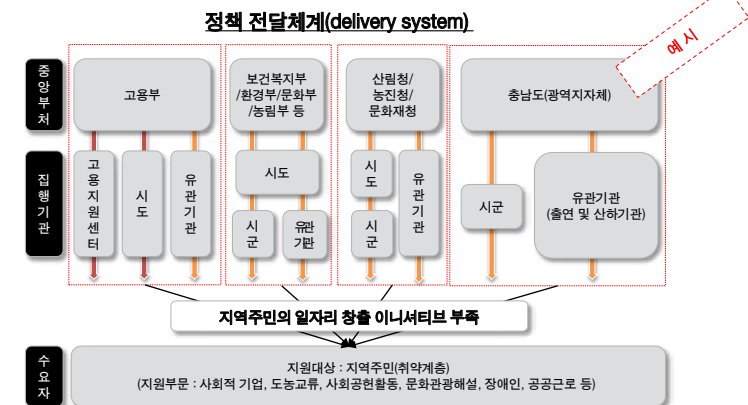 정책 전달체계(delivery system)
예 시
중앙부처
고용부
보건복지부
/환경부/문화부
/농림부 등
산림청/
농진청/
문화재청
충남도(광역지자체)
집행기관
고용지원센터
시도
유관기관
시도
시군
유관기관
시도
시군
유관기관
시군
유관기관
(출연 및 산하기관)
지역주민의 일자리 창출 이니셔티브 부족
수요자
지원대상 : 지역주민(취약계층)
(지원부문 : 사회적 기업, 도농교류, 사회공헌활동, 문화관광해설, 장애인, 공공근로 등)